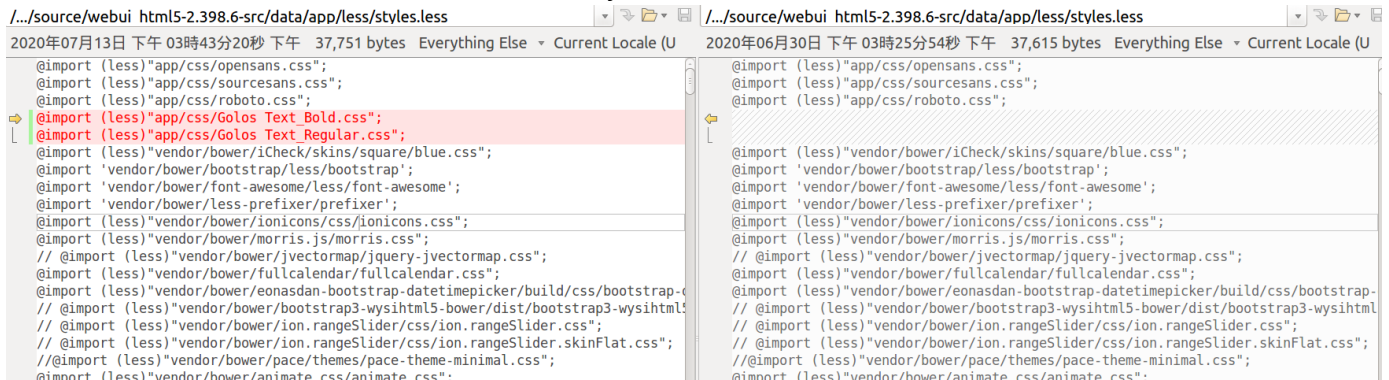 /.../source/webui_html5-2.398.6-src/data/app/less/styles.less
2020年07月13日 下午 03時43分20秒 下午 37,751 bytes Everything Else Current Locale (U
@import (less)"app/css/opensans.css";
@import (less)"app/css/sourcesans.css";
@import (less)"app/css/roboto.css";
@import (less)"app/css/Golos Text_Bold.css";
@import (less)"app/css/Golos Text_Regular.css";
@import (less)"vendor/bower/iCheck/skins/square/blue.css";
@import 'vendor/bower/bootstrap/less/bootstrap';
@import 'vendor/bower/font-awesome/less/font-awesome';
@import 'vendor/bower/less-prefixer/prefixer';
@import (less)"vendor/bower/ionicons/css/ionicons.css";
@import (less)"vendor/bower/morris.js/morris.css";
// @import (less)"vendor/bower/jvectormap/jquery-jvectormap.css";
@import (less)"vendor/bower/fullcalendar/fullcalendar.css";
@import (less)"vendor/bower/eonasdan-bootstrap-datetimepicker/build/css/bootstrap-
// @import (less)"vendor/bower/bootstrap3-wysihtml5-bower/dist/bootstrap3-wysihtml5
// @import (less)"vendor/bower/ion.rangeSlider/css/ion.rangeSlider.css";
// @import (less)"vendor/bower/ion.rangeSlider/css/ion.rangeSlider.skinFlat.css";
//@import (less)"vendor/bower/pace/themes/pace-theme-minimal.css";
@import (less)"vendor/bower/animate.css/animate.css";
/.../source/webui_html5-2.398.6-src/data/app/less/styles.less
2020年06月30日 下午 03時25分54秒 下午 37,615 bytes Everything Else Current Locale (U
@import (less)"app/css/opensans.css";
@import (less)"app/css/sourcesans.css";
@import (less)"app/css/roboto.css";
@import (less)"vendor/bower/iCheck/skins/square/blue.css";
@import 'vendor/bower/bootstrap/less/bootstrap';
@import 'vendor/bower/font-awesome/less/font-awesome';
@import 'vendor/bower/less-prefixer/prefixer';
@import (less)"vendor/bower/ionicons/css/ionicons.css";
@import (less)"vendor/bower/morris.js/morris.css";
// @import (less)"vendor/bower/jvectormap/jquery-jvectormap.css";
@import (less)"vendor/bower/fullcalendar/fullcalendar.css";
@import (less)"vendor/bower/eonasdan-bootstrap-datetimepicker/build/css/bootstrap-
// @import (less)"vendor/bower/bootstrap3-wysihtml5-bower/dist/bootstrap3-wysihtml
// @import (less)"vendor/bower/ion.rangeSlider/css/ion.rangeSlider.css";
// @import (less)"vendor/bower/ion.rangeSlider/css/ion.rangeSlider.skinFlat.css";
//@import (less)"vendor/bower/pace/themes/pace-theme-minimal.css";
@import (less)"vendor/bower/animate.css/animate.css";